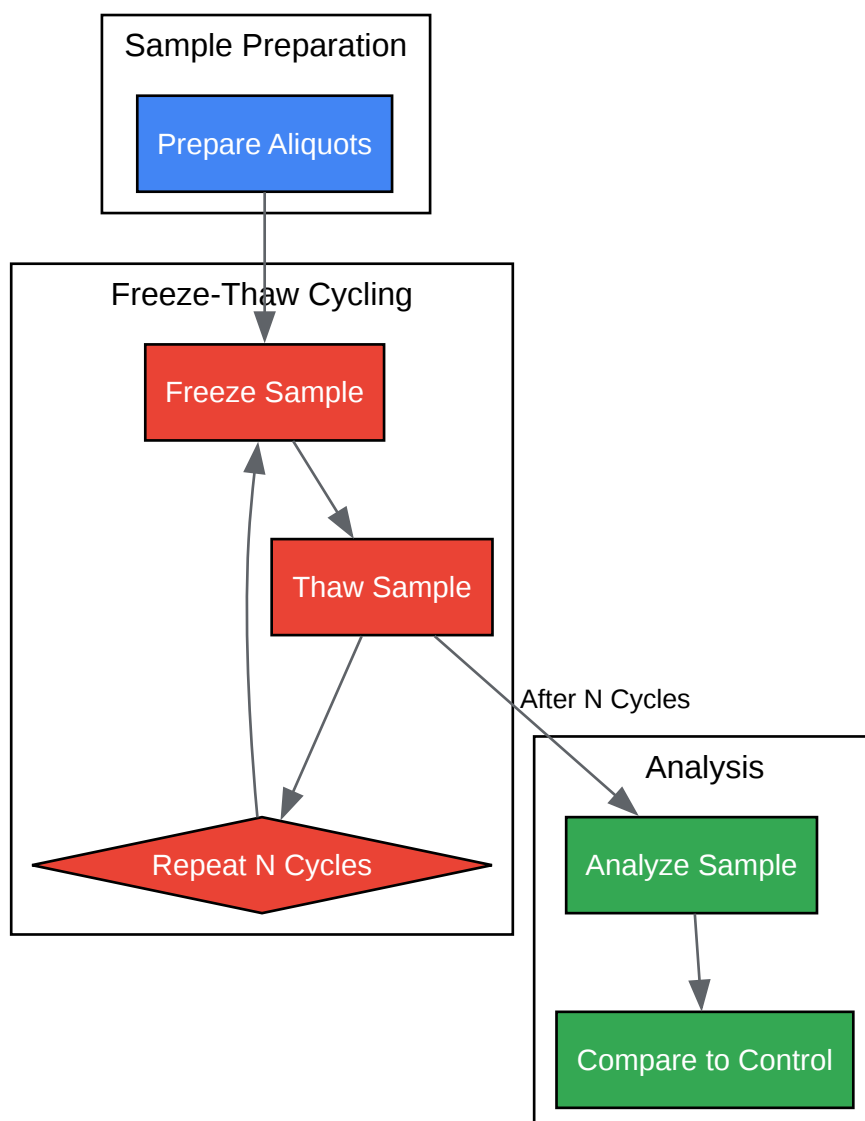 Sample Preparation
Prepare Aliquots
Freeze-Thaw Cycling
Freeze Sample
Thaw Sample
After N Cycles
Repeat N Cycles
Analysis
Analyze Sample
Compare to Control